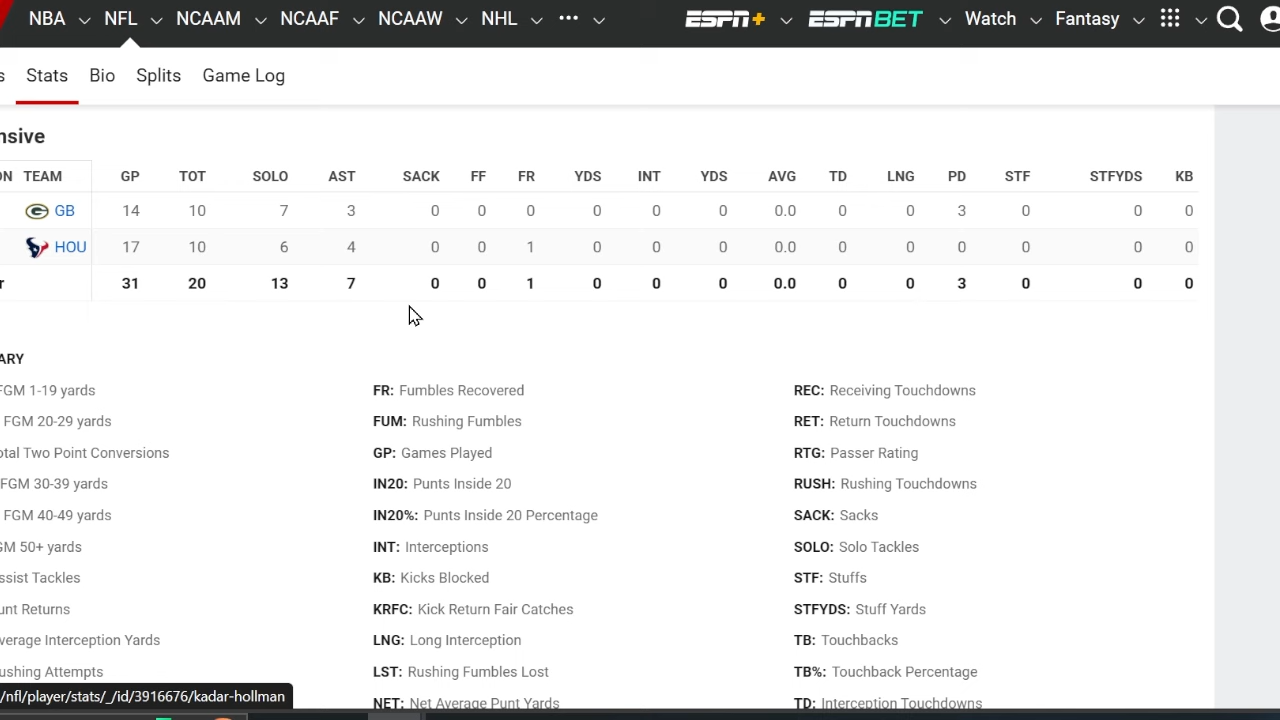 NBA NFL NCAAM NCAAF NCAAW NHL ESPN+ ESPN BET Watch Fantasy
s Stats Bio Splits Game Log
nsive
ON TEAM GP TOT SOLO AST SACK FF FR YDS INT YDS AVG TD LNG PD STF STFYDS KB
GB 14 10 7 3 0 0 0 0 0 0 0.0 0 0 3 0 0 0
HOU 17 10 6 4 0 0 1 0 0 0 0.0 0 0 0 0 0 0
r 31 20 13 7 0 0 1 0 0 0 0.0 0 0 3 0 0 0
ARY
FGM 1-19 yards FR: Fumbles Recovered REC: Receiving Touchdowns
FGM 20-29 yards FUM: Rushing Fumbles RET: Return Touchdowns
otal Two Point Conversions GP: Games Played RTG: Passer Rating
FGM 30-39 yards IN20: Punts Inside 20 RUSH: Rushing Touchdowns
FGM 40-49 yards IN20%: Punts Inside 20 Percentage SACK: Sacks
GM 50+ yards INT: Interceptions SOLO: Solo Tackles
ssist Tackles KB: Kicks Blocked STF: Stuffs
unt Returns KRFC: Kick Return Fair Catches STFYDS: Stuff Yards
verage Interception Yards LNG: Long Interception TB: Touchbacks
ushing Attempts LST: Rushing Fumbles Lost TB%: Touchback Percentage
/nfl/player/stats/_/id/3916676/kadar-hollman NET: Net Average Punt Yards TD: Interception Touchdowns